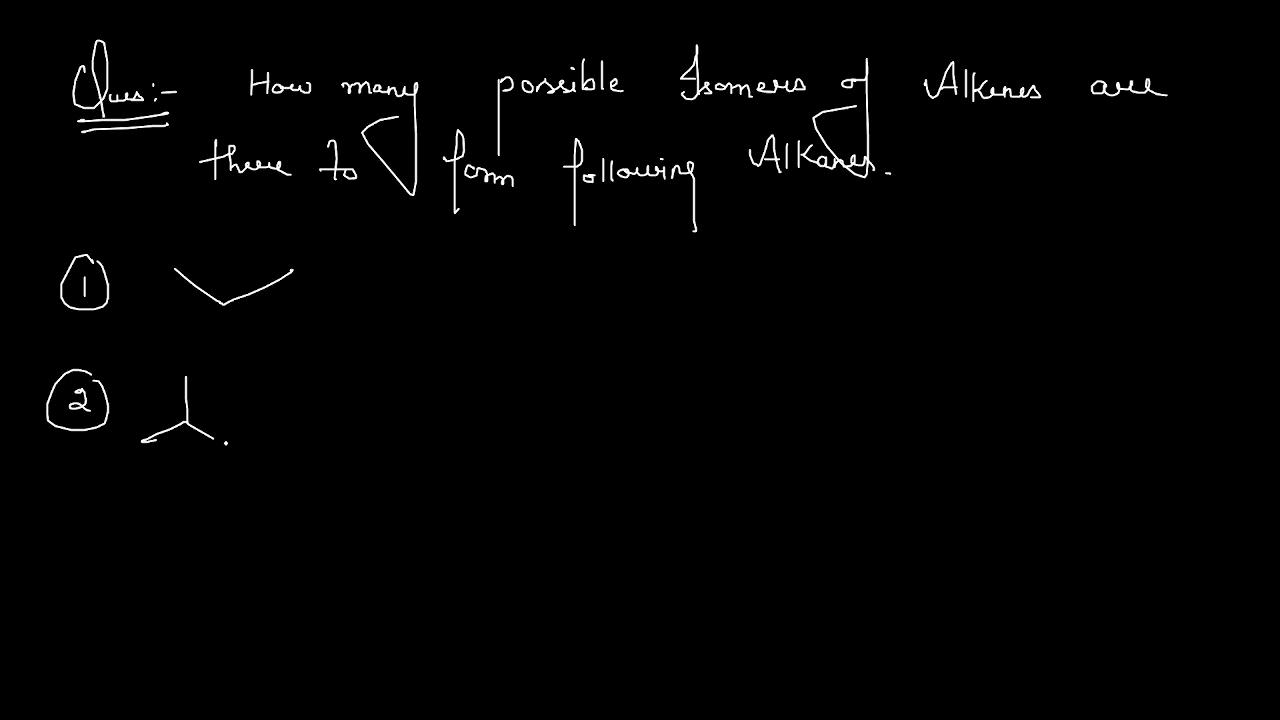 Ques:- How many possible Isomers of Alkenes are
there to form following Alkanes.
1
2